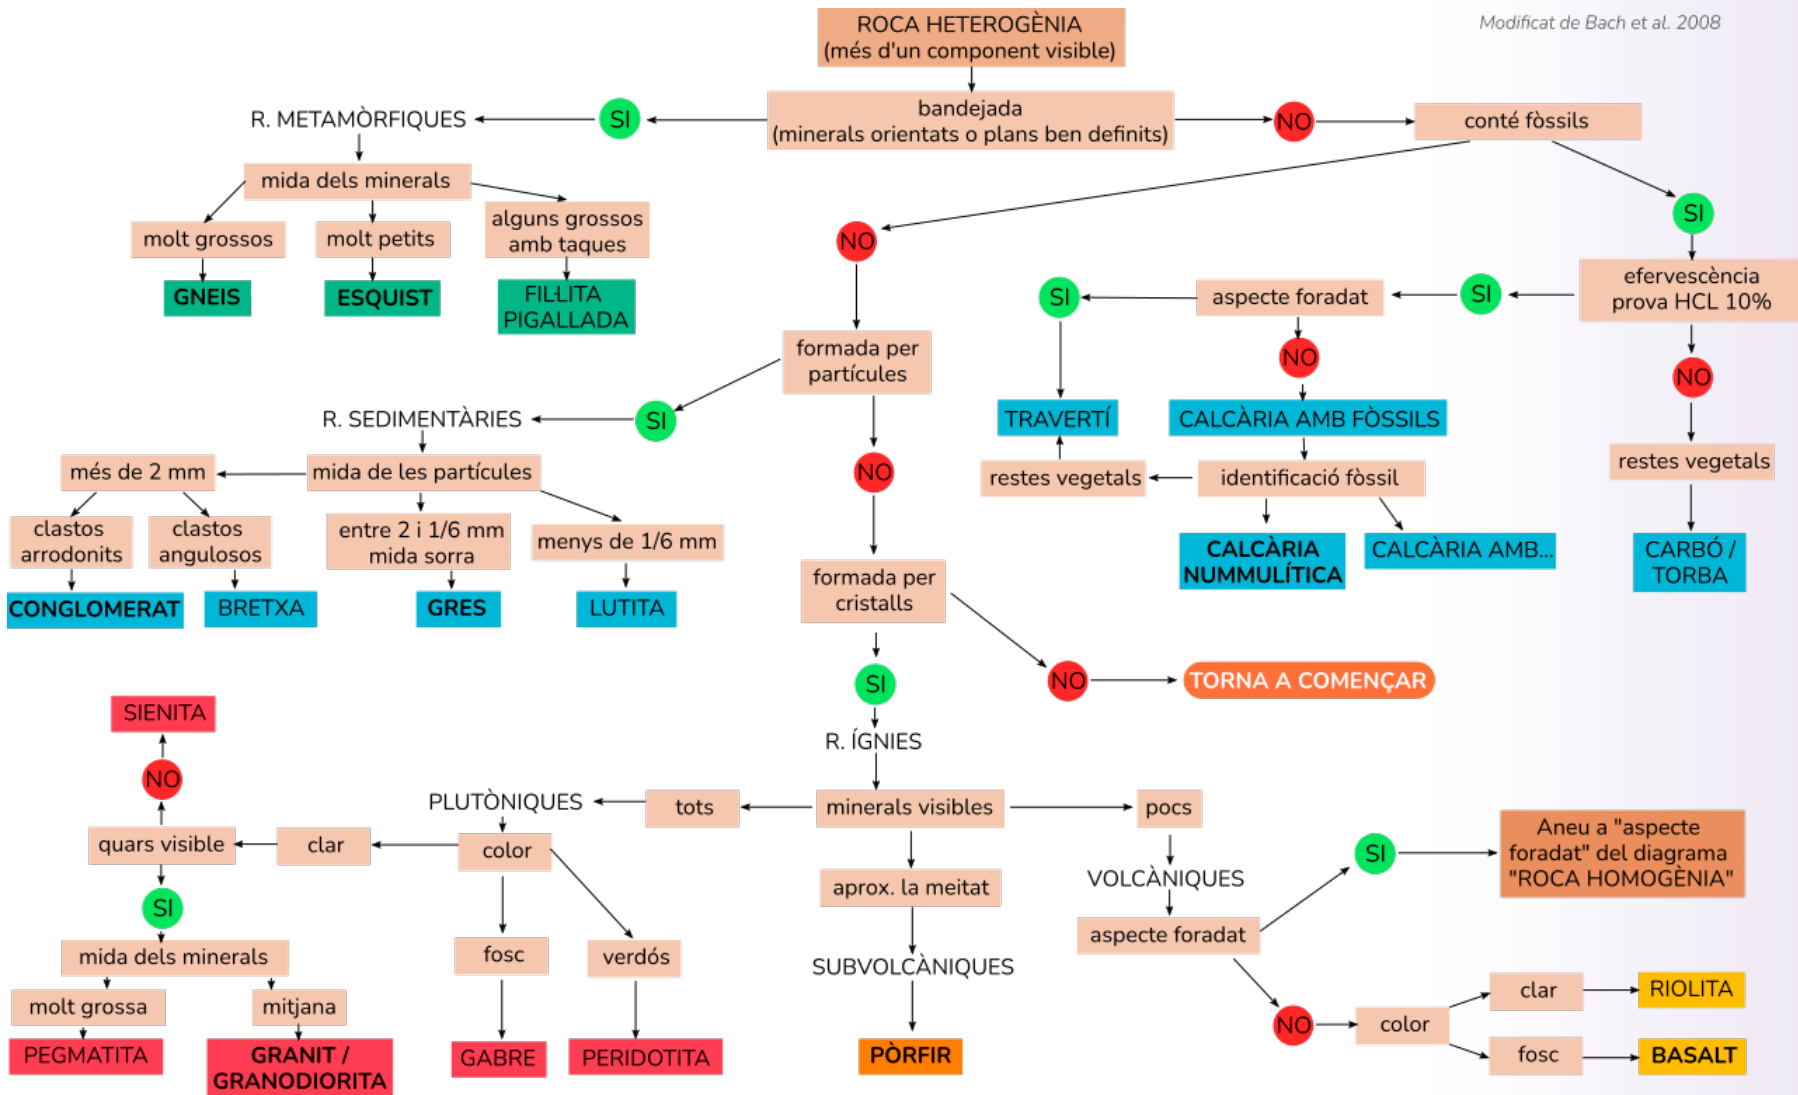 ROCA HETEROGÈNIA
(més d'un component visible)
Modificat de Bach et al. 2008
bandejada
(minerals orientats o plans ben definits)
SI
R. METAMÒRFIQUES
NO
conté fòssils
mida dels minerals
molt grossos
molt petits
alguns grossos
amb taques
GNEIS
ESQUIST
FIL·LITA
PIGALLADA
NO
SI
efervescència
prova HCL 10%
SI
aspecte foradat
SI
NO
NO
TRAVERTÍ
CALCÀRIA AMB FÒSSILS
restes vegetals
identificació fòssil
restes vegetals
CALCÀRIA
NUMMULÍTICA
CALCÀRIA AMB...
CARBÓ /
TORBA
formada per
partícules
SI
R. SEDIMENTÀRIES
més de 2 mm
mida de les partícules
clastos
arrodonits
clastos
angulosos
entre 2 i 1/6 mm
mida sorra
menys de 1/6 mm
CONGLOMERAT
BRETXA
GRES
LUTITA
NO
formada per
cristalls
SI
NO
TORNA A COMENÇAR
R. ÍGNIES
minerals visibles
tots
PLUTÒNIQUES
color
clar
quars visible
NO
SIENITA
SI
mida dels minerals
molt grossa
mitjana
PEGMATITA
GRANIT /
GRANODIORITA
fosc
verdós
GABRE
PERIDOTITA
aprox. la meitat
SUBVOLCÀNIQUES
PÒRFIR
pocs
VOLCÀNIQUES
aspecte foradat
SI
Aneu a "aspecte
foradat" del diagrama
"ROCA HOMOGÈNIA"
NO
color
clar
RIOLITA
fosc
BASALT